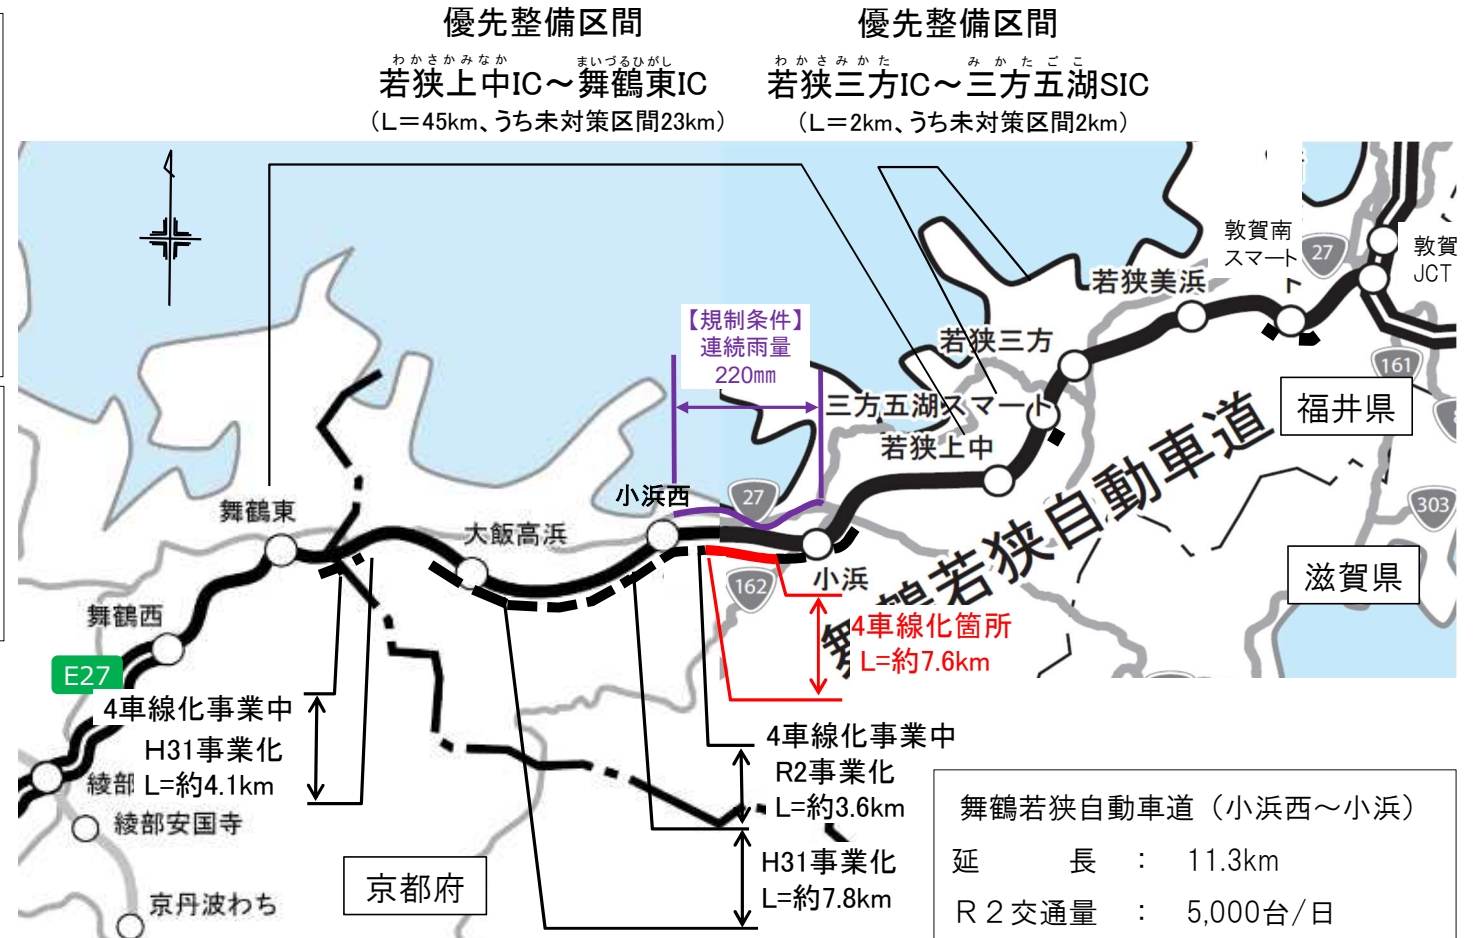 優先整備区間
わかさかみなか まいづるひがし
若狭上中IC～舞鶴東IC
(L=45km、うち未対策区間23km)
優先整備区間
わかさみかた みかたごこ
若狭三方IC～三方五湖SIC
(L=2km、うち未対策区間2km)
敦賀南
スマート
27
敦賀
JCT
若狭美浜
【規制条件】
連続雨量
220mm
若狭三方
161
三方五湖スマート
福井県
若狭上中
舞鶴若狭自動車道
小浜西
27
303
舞鶴東
大飯高浜
小浜
162
滋賀県
舞鶴西
4車線化箇所
L=約7.6km
E27
4車線化事業中
H31事業化
L=約4.1km
4車線化事業中
R2事業化
L=約3.6km
綾部
綾部安国寺
H31事業化
L=約7.8km
京都府
京丹波わち
舞鶴若狭自動車道（小浜西～小浜）
延長：11.3km
R２交通量：5,000台/日